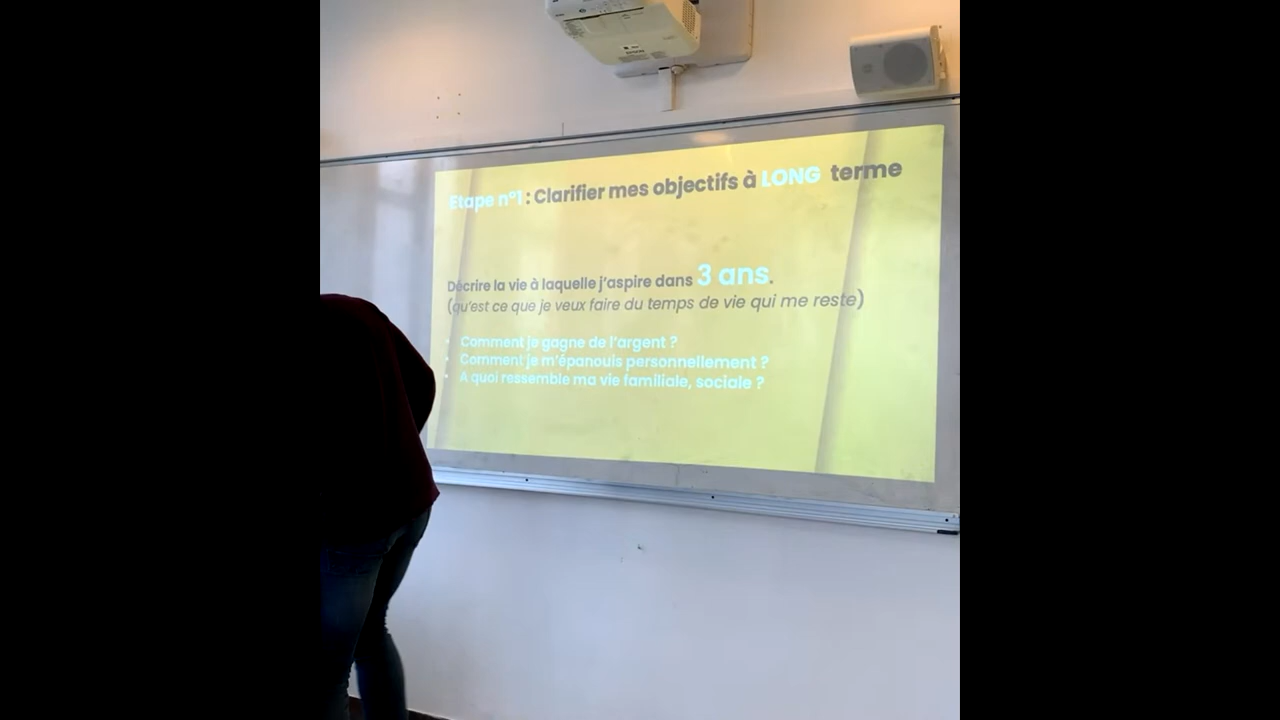 Etape n°1 : Clarifier mes objectifs à LONG terme
Décrire la vie à laquelle j'aspire dans 3 ans.
(qu'est ce que je veux faire du temps de vie qui me reste)
• Comment je gagne de l'argent ?
• Comment je m'épanouis personnellement ?
• A quoi ressemble ma vie familiale, sociale ?